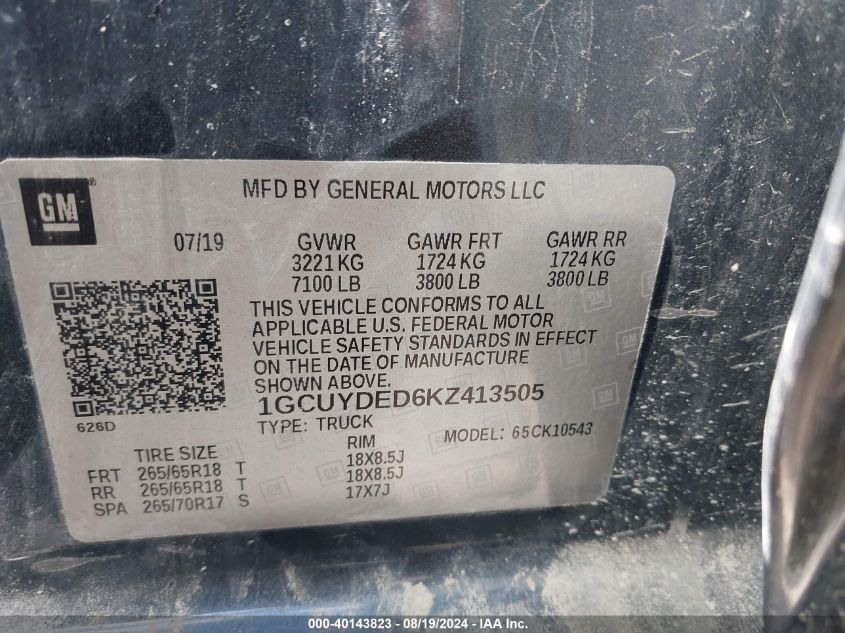 GM ®
MFD BY GENERAL MOTORS LLC
07/19 GVWR GAWR FRT GAWR RR
3221 KG 1724 KG 1724 KG
7100 LB 3800 LB 3800 LB
THIS VEHICLE CONFORMS TO ALL
APPLICABLE U.S. FEDERAL MOTOR
VEHICLE SAFETY STANDARDS IN EFFECT
ON THE DATE OF MANUFACTURE
SHOWN ABOVE.
1GCUYDED6KZ413505
626D
TYPE: TRUCK MODEL: 65CK10543
TIRE SIZE RIM
FRT 265/65R18 T 18X8.5J
RR 265/65R18 T 18X8.5J
SPA 265/70R17 S 17X7J
000-40143823 - 08/19/2024 - IAAI Inc.